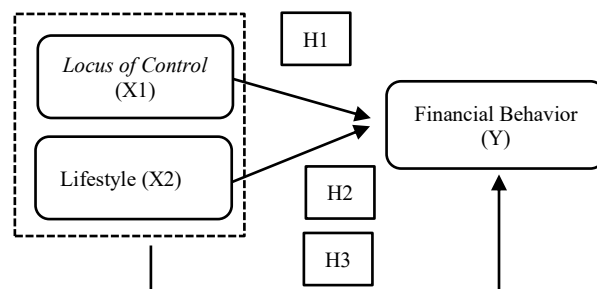 H1
Locus of Control
(X1)
Financial Behavior
(Y)
Lifestyle (X2)
H2
H3